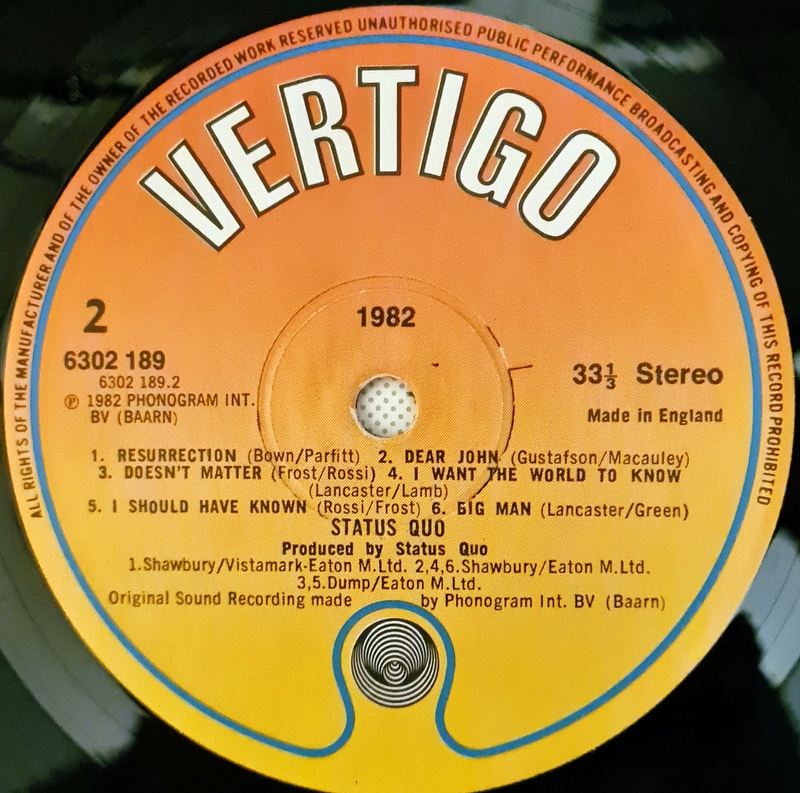 ALL RIGHTS OF THE MANUFACTURER AND OF THE OWNER OF THE RECORDED WORK RESERVED UNAUTHORISED PUBLIC PERFORMANCE BROADCASTING AND COPYING OF THIS RECORD PROHIBITED
VERTIGO
2
1982
6302 189
6302 189.2
℗ 1982 PHONOGRAM INT.
BV (BAARN)
33⅓ Stereo
Made in England
1. RESURRECTION (Bown/Parfitt) 2. DEAR JOHN (Gustafson/Macauley)
3. DOESN'T MATTER (Frost/Rossi) 4. I WANT THE WORLD TO KNOW
(Lancaster/Lamb)
5. I SHOULD HAVE KNOWN (Rossi/Frost) 6. BIG MAN (Lancaster/Green)
STATUS QUO
Produced by Status Quo
1.Shawbury/Vistamark-Eaton M.Ltd. 2,4,6.Shawbury/Eaton M.Ltd.
3,5.Dump/Eaton M.Ltd.
Original Sound Recording made by Phonogram Int. BV (Baarn)